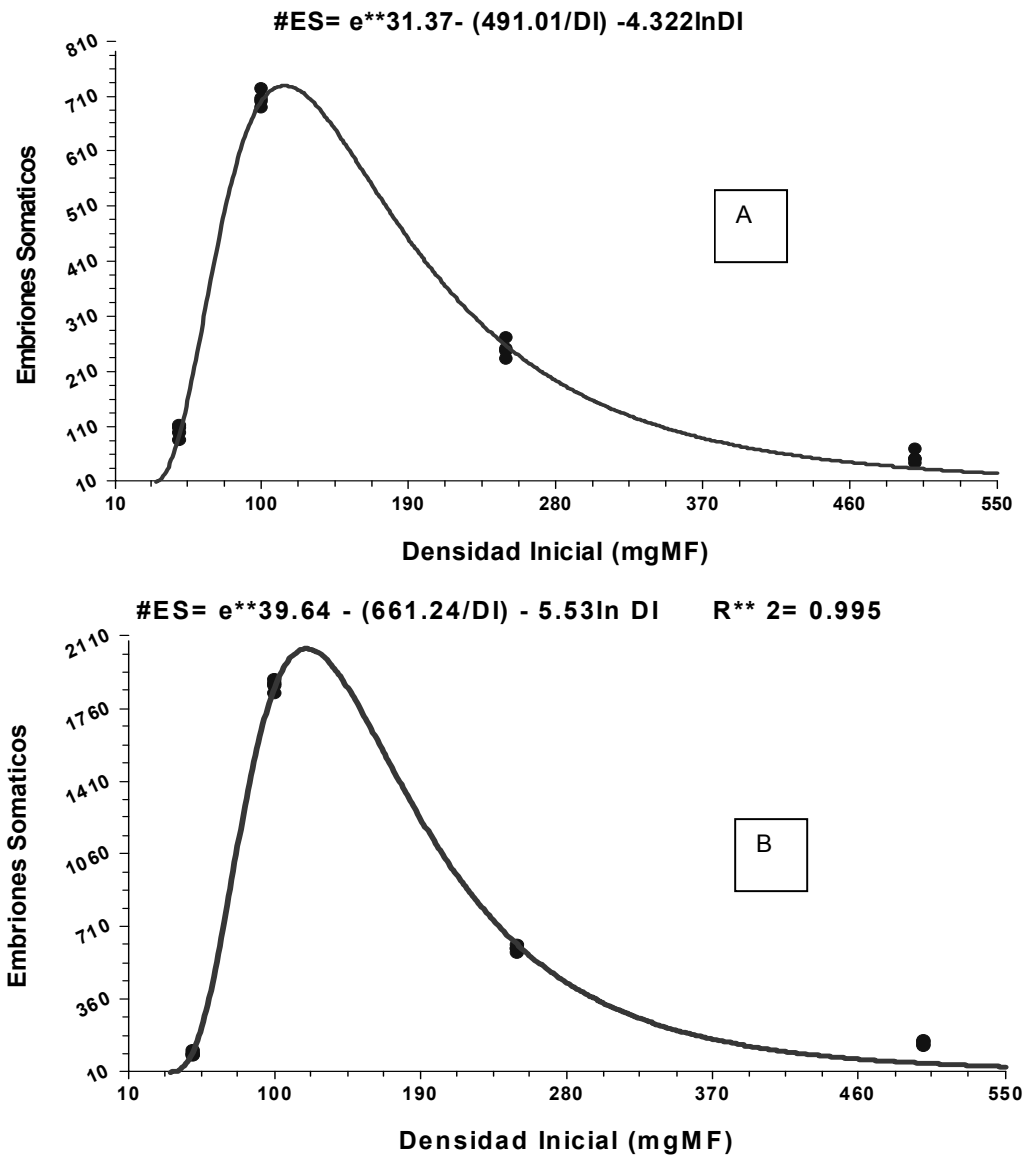 #ES= e**31.37- (491.01/DI) -4.322lnDI
810
710
610
510
410
310
210
110
10
Embriones Somaticos
A
10 100 190 280 370 460 550
Densidad Inicial (mgMF)
#ES= e**39.64 - (661.24/DI) - 5.53ln DI R** 2= 0.995
2110
1760
1410
1060
710
360
10
Embriones Somaticos
B
10 100 190 280 370 460 550
Densidad Inicial (mgMF)